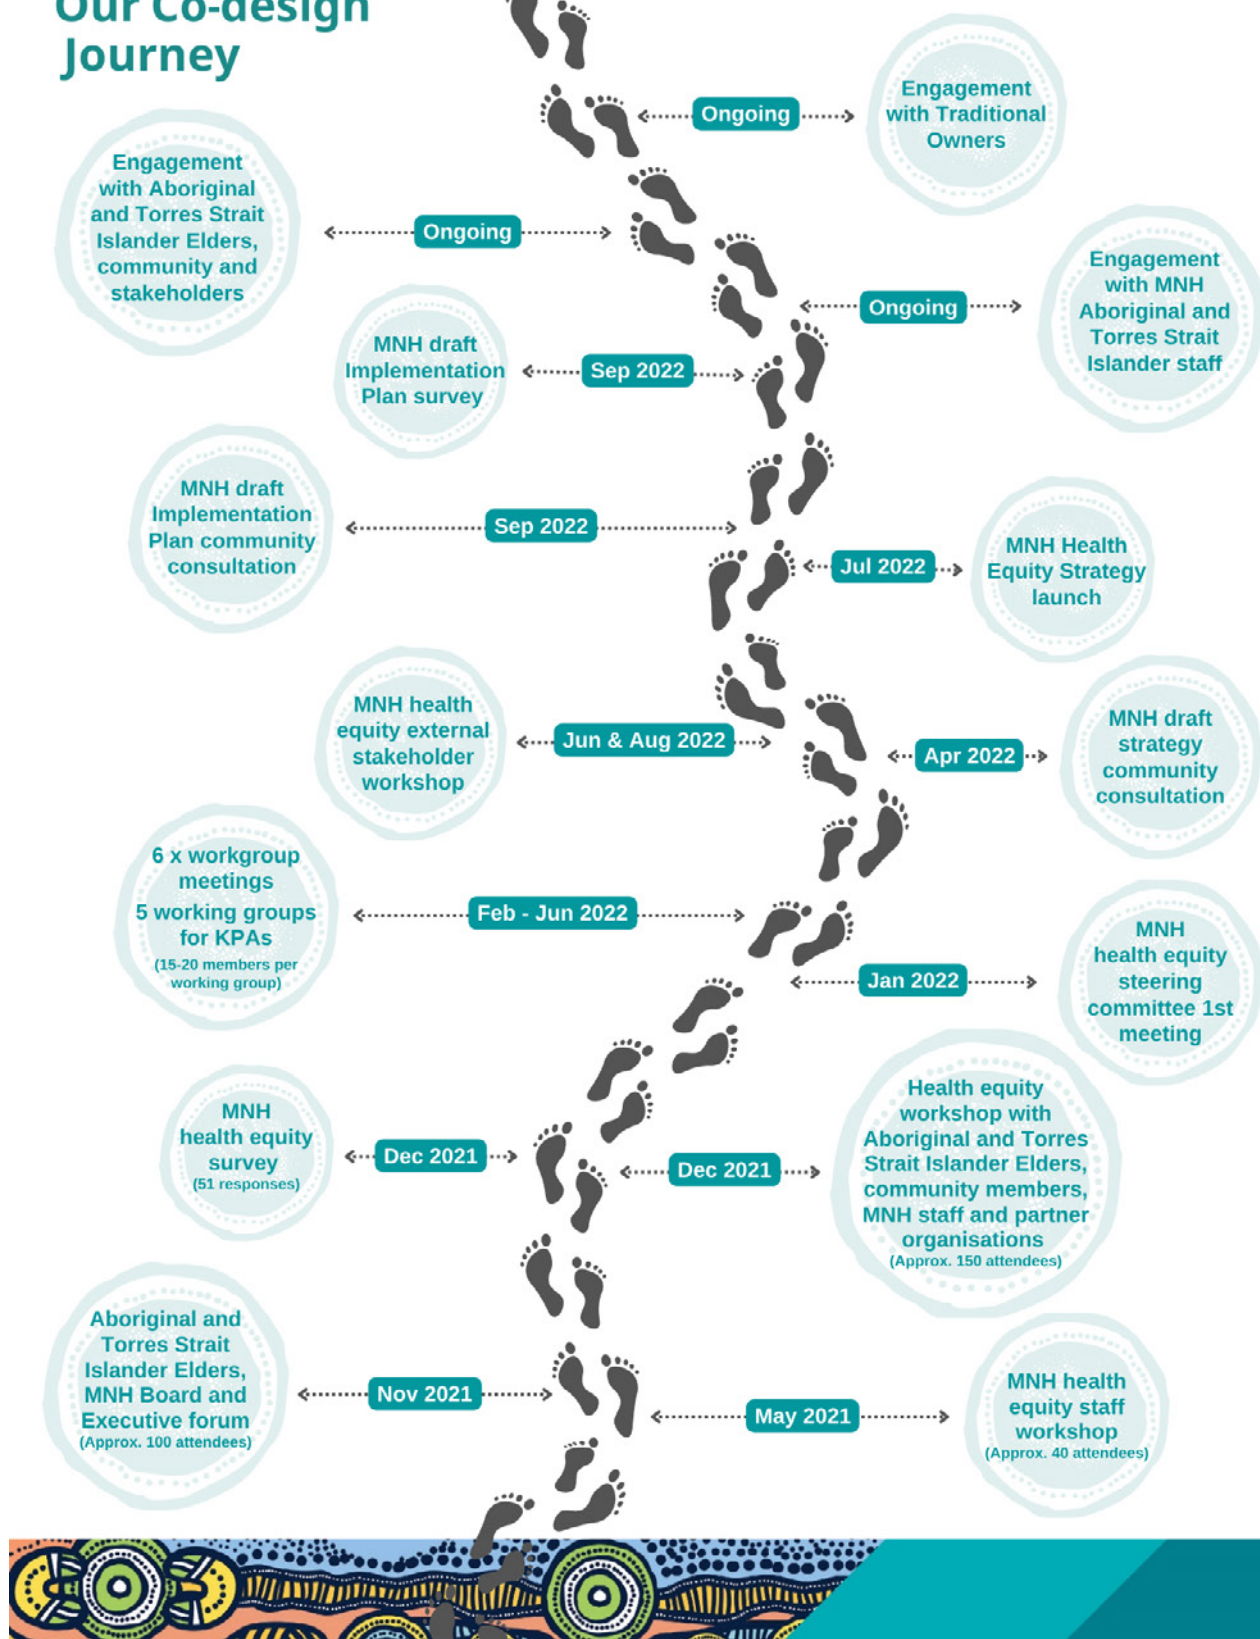 Our Co-design
Journey
Ongoing
Engagement
with Traditional
Owners
Engagement
with Aboriginal
and Torres Strait
Islander Elders,
community and
stakeholders
Ongoing
Ongoing
Engagement
with MNH
Aboriginal and
Torres Strait
Islander staff
MNH draft
Implementation
Plan survey
Sep 2022
MNH draft
Implementation
Plan community
consultation
Sep 2022
Jul 2022
MNH Health
Equity Strategy
launch
MNH health
equity external
stakeholder
workshop
Jun & Aug 2022
Apr 2022
MNH draft
strategy
community
consultation
6 x workgroup
meetings
5 working groups
for KPAs
(15-20 members per
working group)
Feb - Jun 2022
Jan 2022
MNH
health equity
steering
committee 1st
meeting
MNH
health equity
survey
(51 responses)
Dec 2021
Dec 2021
Health equity
workshop with
Aboriginal and Torres
Strait Islander Elders,
community members,
MNH staff and partner
organisations
(Approx. 150 attendees)
Aboriginal and
Torres Strait
Islander Elders,
MNH Board and
Executive forum
(Approx. 100 attendees)
Nov 2021
May 2021
MNH health
equity staff
workshop
(Approx. 40 attendees)